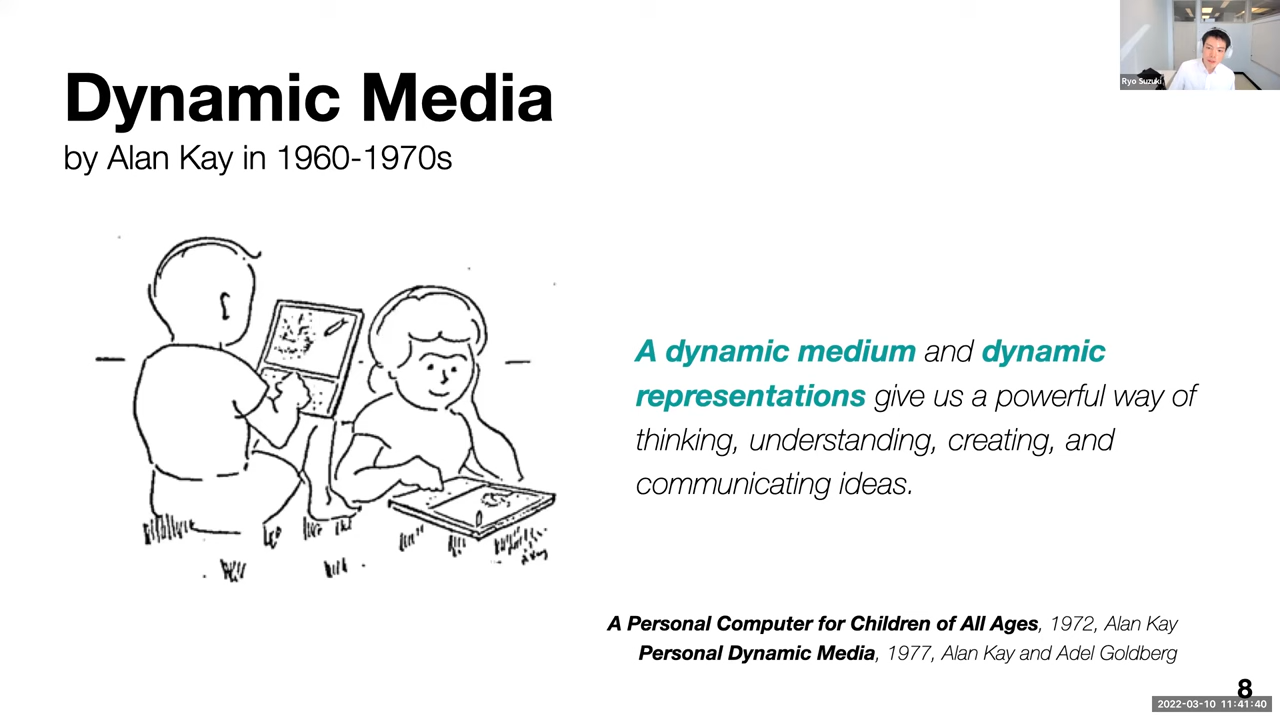 Ryo Suzuki
Dynamic Media
by Alan Kay in 1960-1970s
A dynamic medium and dynamic
representations give us a powerful way of
thinking, understanding, creating, and
communicating ideas.
A Personal Computer for Children of All Ages, 1972, Alan Kay
Personal Dynamic Media, 1977, Alan Kay and Adel Goldberg
8
2022-03-10 11:41:40